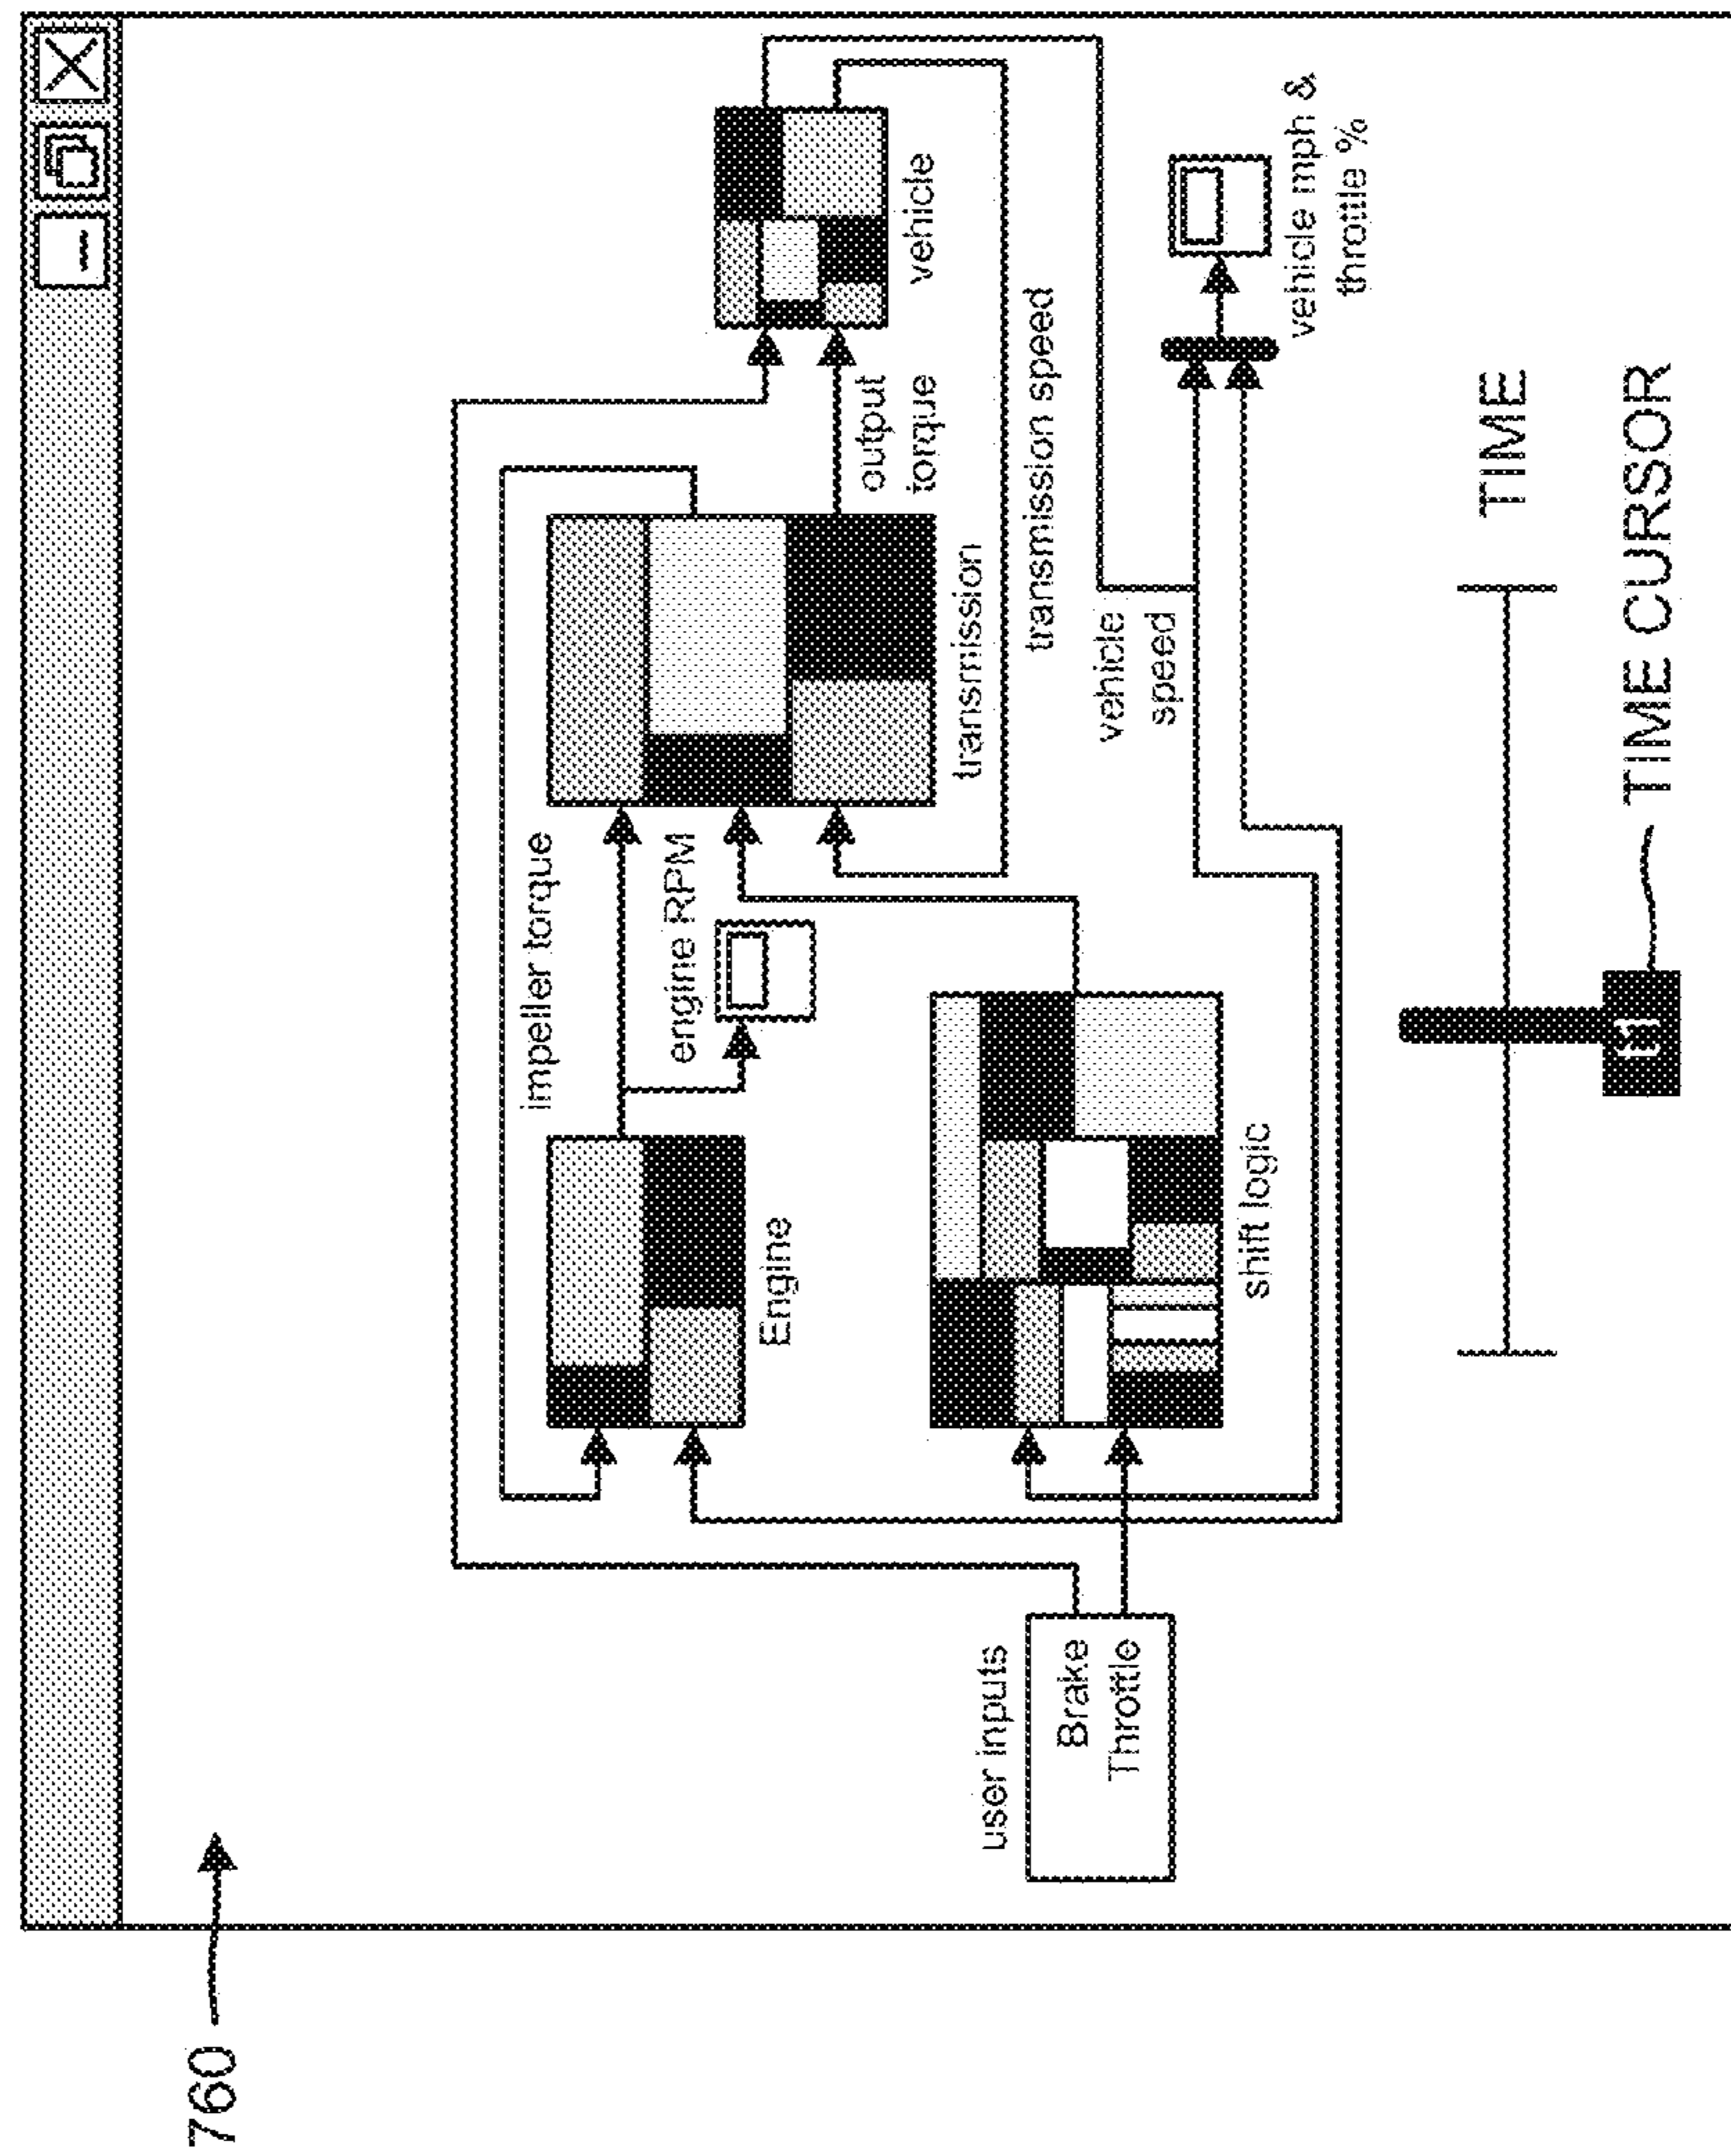 760
impeller torque
engine RPM
Engine
transmission
output
torque
vehicle
transmission speed
user inputs
Brake
Throttle
shift logic
vehicle
speed
vehicle mph &
throttle %
TIME
t1
TIME CURSOR